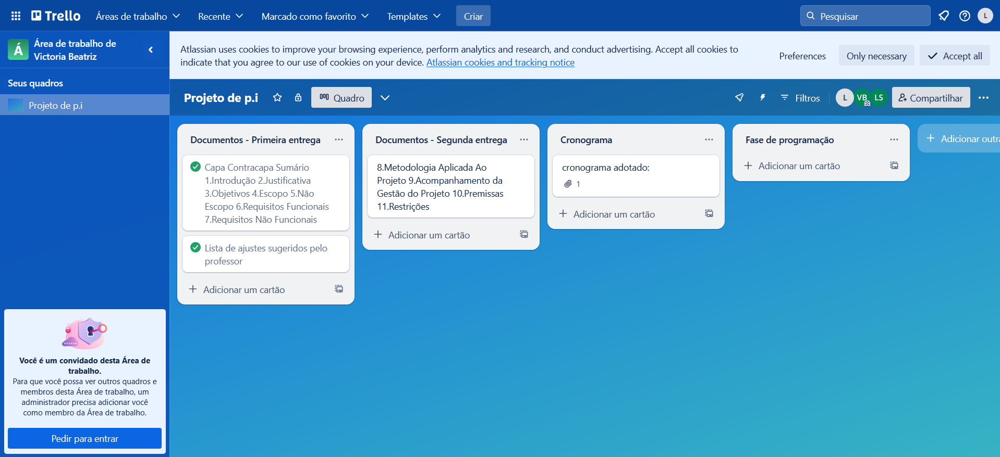 Trello
Áreas de trabalho
Recente
Marcado como favorito
Templates
Criar
Pesquisar
L
Á
Área de trabalho de
Victoria Beatriz
Seus quadros
Projeto de p.i
Atlassian uses cookies to improve your browsing experience, perform analytics and research, and conduct advertising. Accept all cookies to
indicate that you agree to our use of cookies on your device. Atlassian cookies and tracking notice
Preferences
Only necessary
Accept all
Projeto de p.i
Quadro
Filtros
L
VB
LS
Compartilhar
Documentos - Primeira entrega
Capa Contracapa Sumário
1.Introdução 2.Justificativa
3.Objetivos 4.Escopo 5.Não
Escopo 6.Requisitos Funcionais
7.Requisitos Não Funcionais
Lista de ajustes sugeridos pelo
professor
Adicionar um cartão
Documentos - Segunda entrega
8.Metodologia Aplicada Ao
Projeto 9.Acompanhamento da
Gestão do Projeto 10.Premissas
11.Restrições
Adicionar um cartão
Cronograma
cronograma adotado:
1
Adicionar um cartão
Fase de programação
Adicionar um cartão
Adicionar outra
Você é um convidado desta Área de
trabalho.
Para que você possa ver outros quadros e
membros desta Área de trabalho, um
administrador precisa adicionar você
como membro da Área de trabalho.
Pedir para entrar